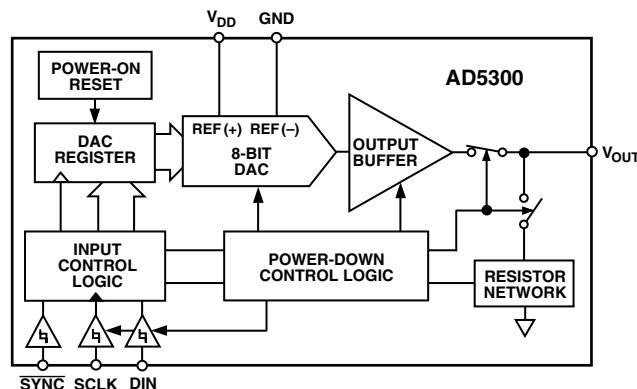 VDD GND
POWER-ON
RESET
AD5300
DAC
REGISTER
REF(+) REF(–)
8-BIT
DAC
OUTPUT
BUFFER
VOUT
INPUT
CONTROL
LOGIC
POWER-DOWN
CONTROL LOGIC
RESISTOR
NETWORK
SYNC SCLK DIN